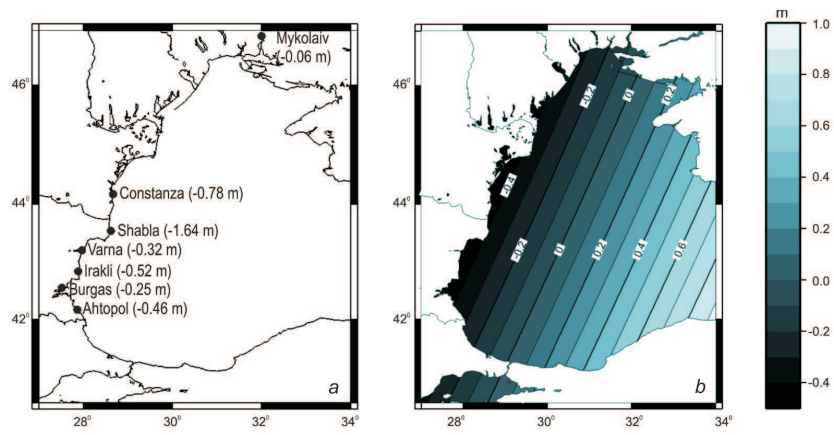 m
Mykolaiv
(-0.06 m)
Constanza (-0.78 m)
Shabla (-1.64 m)
Varna (-0.32 m)
Irakli (-0.52 m)
Burgas (-0.25 m)
Ahtopol (-0.46 m)
a
46°
44°
42°
28° 30° 32° 34°
-0.2 0 0.2
-0.4
-0.2 0 0.2 0.4 0.6
b
46°
44°
42°
28° 30° 32° 34°
1.0
0.8
0.6
0.4
0.2
0.0
-0.2
-0.4